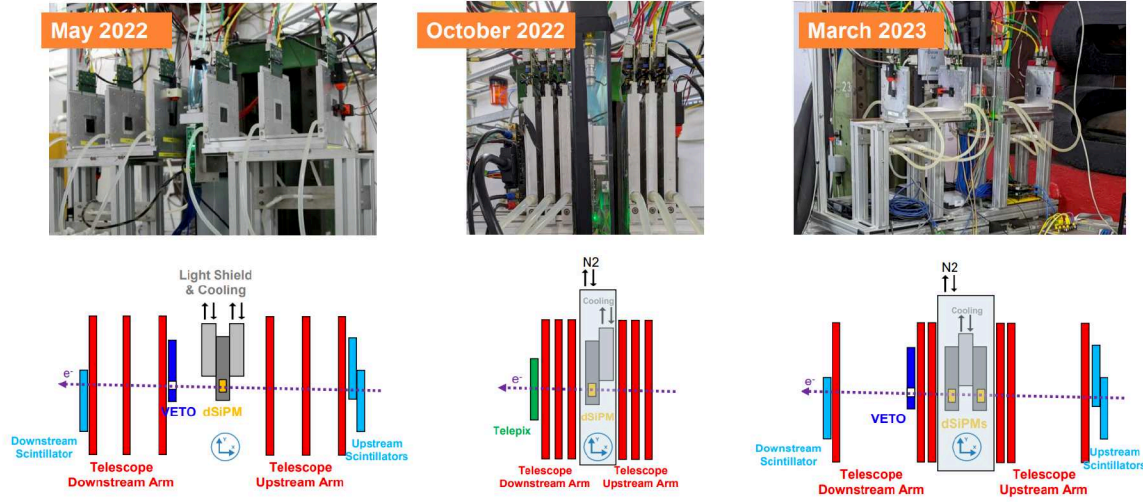 May 2022
October 2022
March 2023
Light Shield
& Cooling
e-
VETO
dSiPM
Downstream
Scintillator
Upstream
Scintillators
Telescope
Downstream Arm
Telescope
Upstream Arm
Y
X
N2
Cooling
e-
dSiPM
Telepix
Telescope
Downstream Arm
Telescope
Upstream Arm
Y
X
N2
Cooling
e-
VETO
dSiPMs
Downstream
Scintillator
Upstream
Scintillators
Telescope
Downstream Arm
Telescope
Upstream Arm
Y
X
23